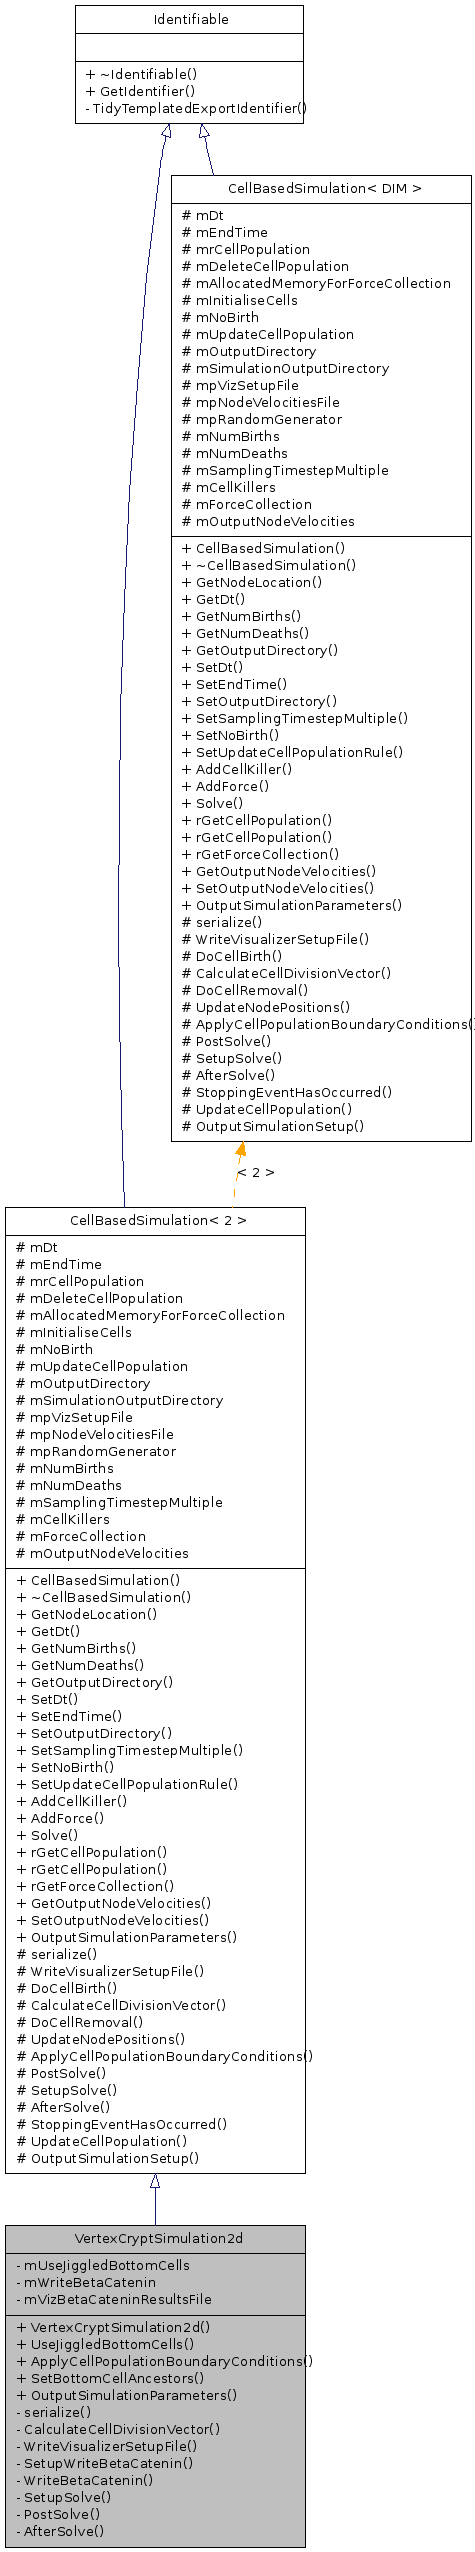 Identifiable
+ ~Identifiable()
+ GetIdentifier()
- TidyTemplatedExportIdentifier()
CellBasedSimulation< DIM >
# mDt
# mEndTime
# mrCellPopulation
# mDeleteCellPopulation
# mAllocatedMemoryForForceCollection
# mInitialiseCells
# mNoBirth
# mUpdateCellPopulation
# mOutputDirectory
# mSimulationOutputDirectory
# mpVizSetupFile
# mpNodeVelocitiesFile
# mpRandomGenerator
# mNumBirths
# mNumDeaths
# mSamplingTimestepMultiple
# mCellKillers
# mForceCollection
# mOutputNodeVelocities
+ CellBasedSimulation()
+ ~CellBasedSimulation()
+ GetNodeLocation()
+ GetDt()
+ GetNumBirths()
+ GetNumDeaths()
+ GetOutputDirectory()
+ SetDt()
+ SetEndTime()
+ SetOutputDirectory()
+ SetSamplingTimestepMultiple()
+ SetNoBirth()
+ SetUpdateCellPopulationRule()
+ AddCellKiller()
+ AddForce()
+ Solve()
+ rGetCellPopulation()
+ rGetCellPopulation()
+ rGetForceCollection()
+ GetOutputNodeVelocities()
+ SetOutputNodeVelocities()
+ OutputSimulationParameters()
# serialize()
# WriteVisualizerSetupFile()
# DoCellBirth()
# CalculateCellDivisionVector()
# DoCellRemoval()
# UpdateNodePositions()
# ApplyCellPopulationBoundaryConditions()
# PostSolve()
# SetupSolve()
# AfterSolve()
# StoppingEventHasOccurred()
# UpdateCellPopulation()
# OutputSimulationSetup()
< 2 >
CellBasedSimulation< 2 >
# mDt
# mEndTime
# mrCellPopulation
# mDeleteCellPopulation
# mAllocatedMemoryForForceCollection
# mInitialiseCells
# mNoBirth
# mUpdateCellPopulation
# mOutputDirectory
# mSimulationOutputDirectory
# mpVizSetupFile
# mpNodeVelocitiesFile
# mpRandomGenerator
# mNumBirths
# mNumDeaths
# mSamplingTimestepMultiple
# mCellKillers
# mForceCollection
# mOutputNodeVelocities
+ CellBasedSimulation()
+ ~CellBasedSimulation()
+ GetNodeLocation()
+ GetDt()
+ GetNumBirths()
+ GetNumDeaths()
+ GetOutputDirectory()
+ SetDt()
+ SetEndTime()
+ SetOutputDirectory()
+ SetSamplingTimestepMultiple()
+ SetNoBirth()
+ SetUpdateCellPopulationRule()
+ AddCellKiller()
+ AddForce()
+ Solve()
+ rGetCellPopulation()
+ rGetCellPopulation()
+ rGetForceCollection()
+ GetOutputNodeVelocities()
+ SetOutputNodeVelocities()
+ OutputSimulationParameters()
# serialize()
# WriteVisualizerSetupFile()
# DoCellBirth()
# CalculateCellDivisionVector()
# DoCellRemoval()
# UpdateNodePositions()
# ApplyCellPopulationBoundaryConditions()
# PostSolve()
# SetupSolve()
# AfterSolve()
# StoppingEventHasOccurred()
# UpdateCellPopulation()
# OutputSimulationSetup()
VertexCryptSimulation2d
- mUseJiggledBottomCells
- mWriteBetaCatenin
- mVizBetaCateninResultsFile
+ VertexCryptSimulation2d()
+ UseJiggledBottomCells()
+ ApplyCellPopulationBoundaryConditions()
+ SetBottomCellAncestors()
+ OutputSimulationParameters()
- serialize()
- CalculateCellDivisionVector()
- WriteVisualizerSetupFile()
- SetupWriteBetaCatenin()
- WriteBetaCatenin()
- SetupSolve()
- PostSolve()
- AfterSolve()